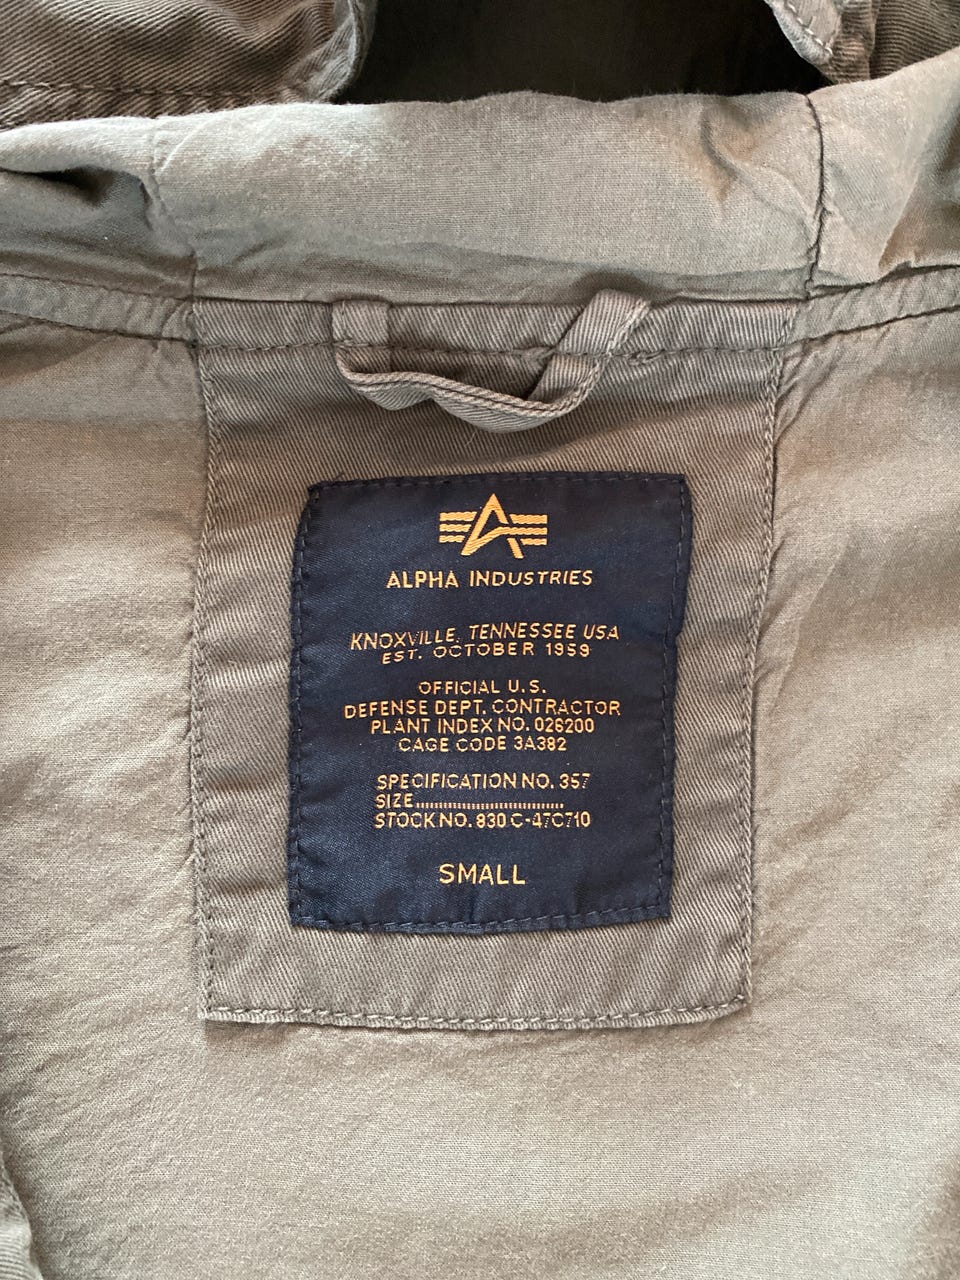 ALPHA INDUSTRIES
KNOXVILLE, TENNESSEE USA
EST. OCTOBER 1959
OFFICIAL U.S.
DEFENSE DEPT. CONTRACTOR
PLANT INDEX NO. 026200
CAGE CODE 3A382
SPECIFICATION NO. 357
SIZE................................
STOCK NO. 830 C-47C710
SMALL